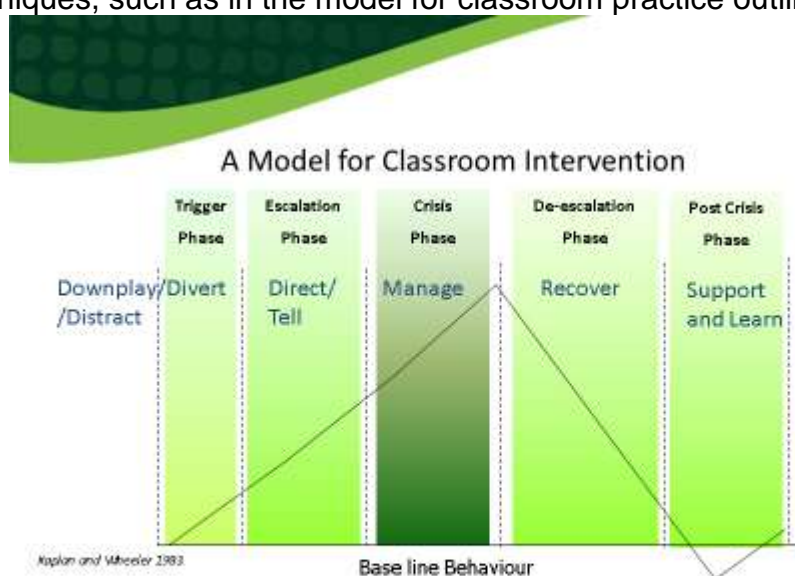 niques, such as in the model for classroom practice outli
A Model for Classroom Intervention
Trigger
Phase
Escalation
Phase
Crisis
Phase
De-escalation
Phase
Post Crisis
Phase
Downplay/Divert
/Distract
Direct/
Tell
Manage
Recover
Support
and Learn
Kaplan and Wheeler 1983
Base line Behaviour